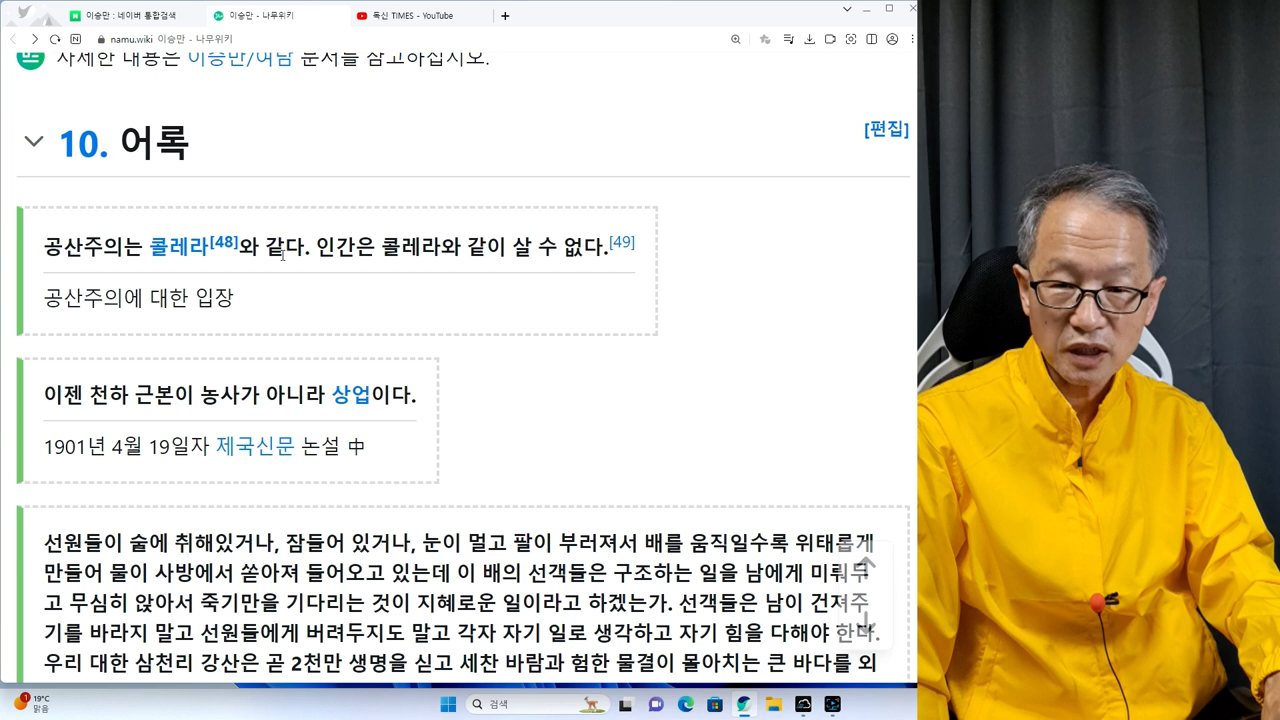 이승만 : 네이버 통합검색
이승만 - 나무위키
독신 TIMES - YouTube
namu.wiki 이승만 - 나무위키
자세한 내용은 이승만/여담 문서를 참고하십시오.
10. 어록
[편집]
공산주의는 콜레라[48]와 같다. 인간은 콜레라와 같이 살 수 없다.[49]
공산주의에 대한 입장
이젠 천하 근본이 농사가 아니라 상업이다.
1901년 4월 19일자 제국신문 논설 中
선원들이 술에 취해있거나, 잠들어 있거나, 눈이 멀고 팔이 부러져서 배를 움직일수록 위태롭게
만들어 물이 사방에서 쏟아져 들어오고 있는데 이 배의 선객들은 구조하는 일을 남에게 미뤄두
고 무심히 앉아서 죽기만을 기다리는 것이 지혜로운 일이라고 하겠는가. 선객들은 남이 건져주
기를 바라지 말고 선원들에게 버려두지도 말고 각자 자기 일로 생각하고 자기 힘을 다해야 한다.
우리 대한 삼천리 강산은 곧 2천만 생명을 싣고 세찬 바람과 험한 물결이 몰아치는 큰 바다를 외
1
19°C
맑음
검색